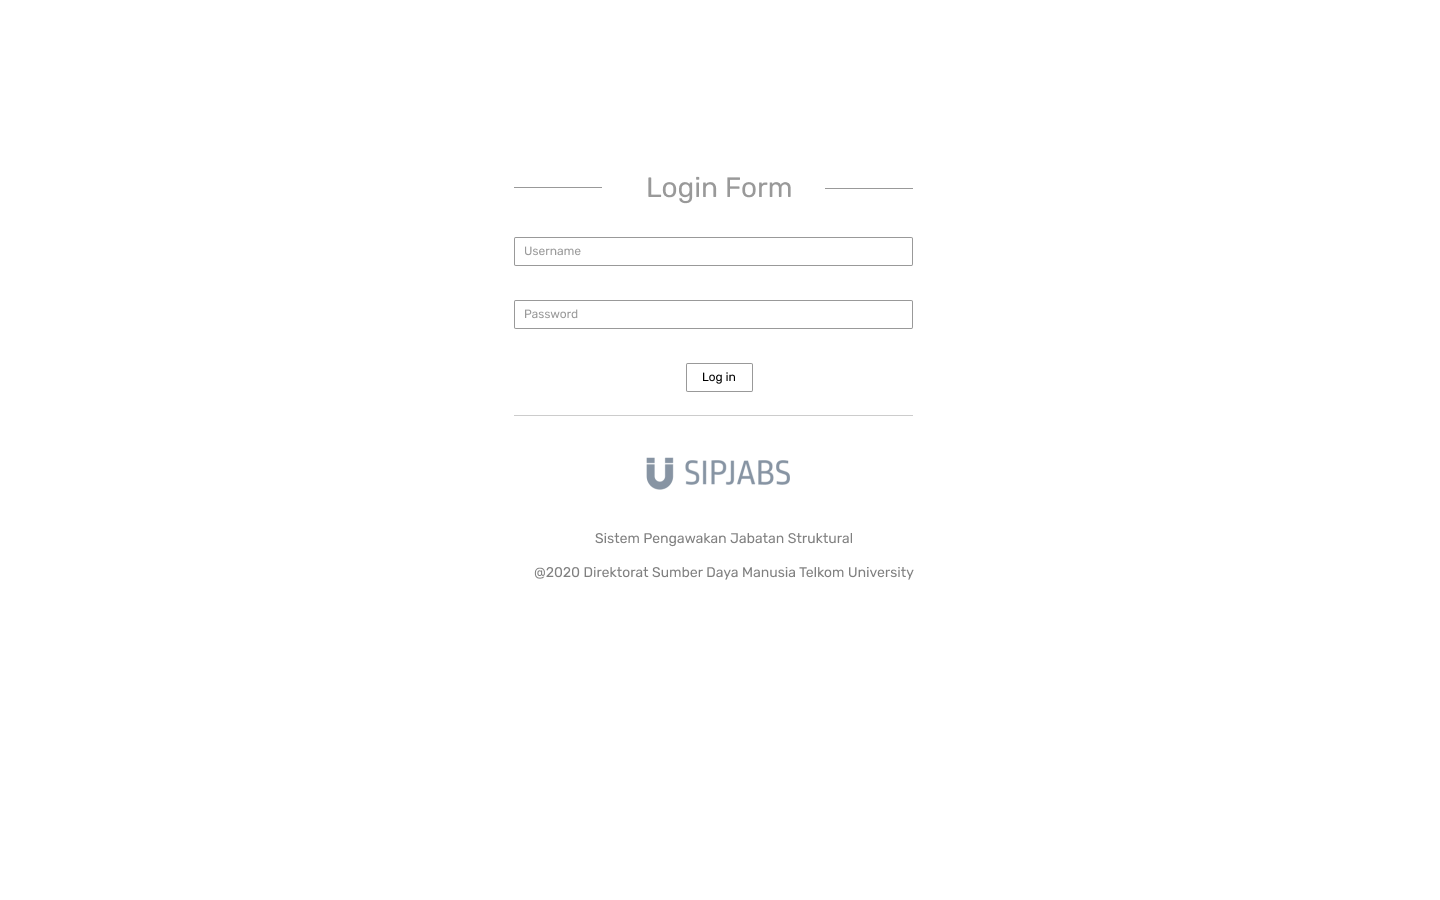 Login Form
Username
Password
Log in
SIPJABS
Sistem Pengawakan Jabatan Struktural
@2020 Direktorat Sumber Daya Manusia Telkom University